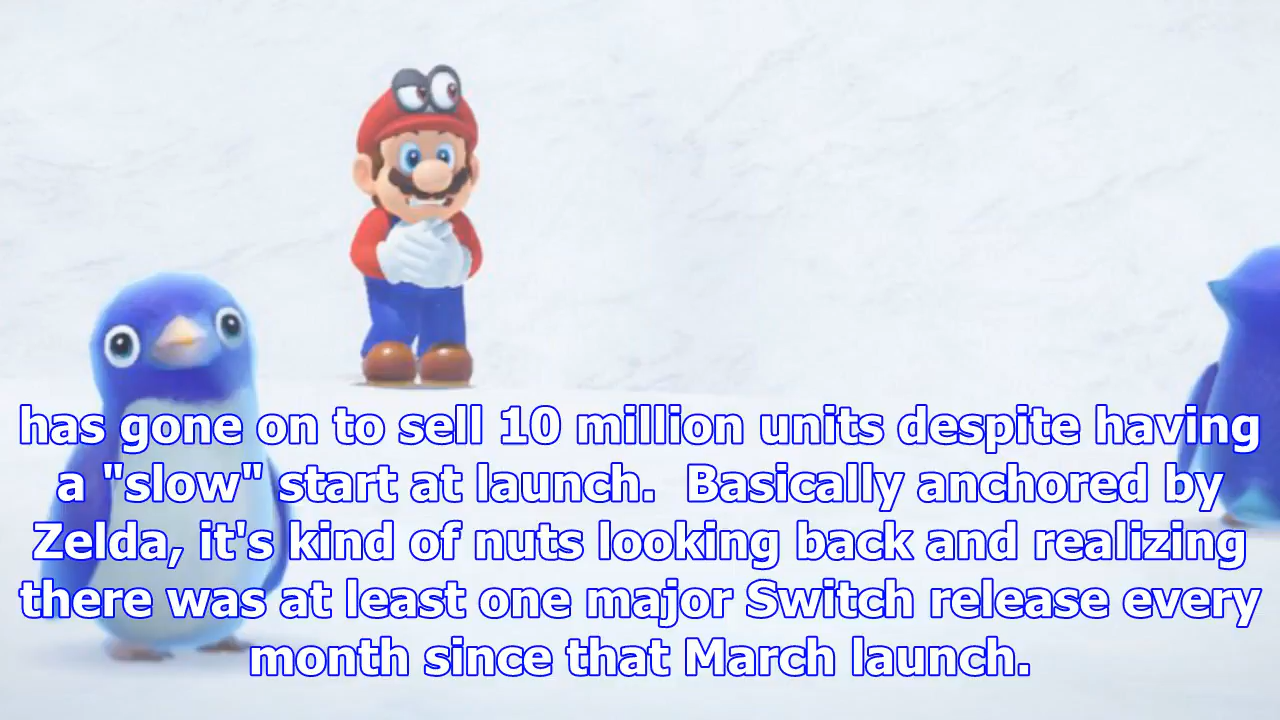 has gone on to sell 10 million units despite having
a "slow" start at launch.  Basically anchored by
Zelda, it's kind of nuts looking back and realizing
there was at least one major Switch release every
month since that March launch.